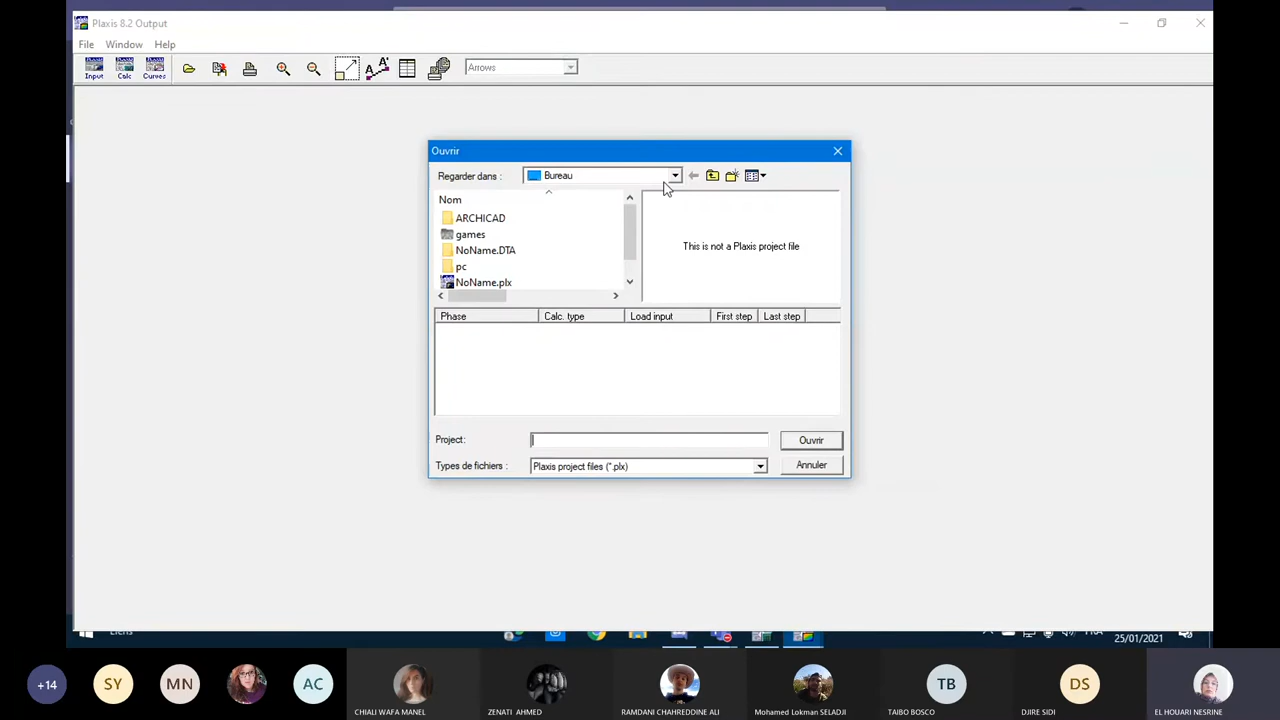 Plaxis 8.2 Output
File Window Help
Input Calc Curves Arrows
Ouvrir
Regarder dans : Bureau
Nom
ARCHICAD
games
NoName.DTA
pc
NoName.plx
This is not a Plaxis project file
Phase Calc. type Load input First step Last step
Project: Ouvrir
Types de fichiers : Plaxis project files (*.plx) Annuler
25/01/2021
+14 SY MN AC TB DS
CHIALI WAFA MANEL ZENATI AHMED RAMDANI CHAHREDDINE ALI Mohamed Lokman SELADJI TAIBO BOSCO DJIRE SIDI EL HOUARI NESRINE